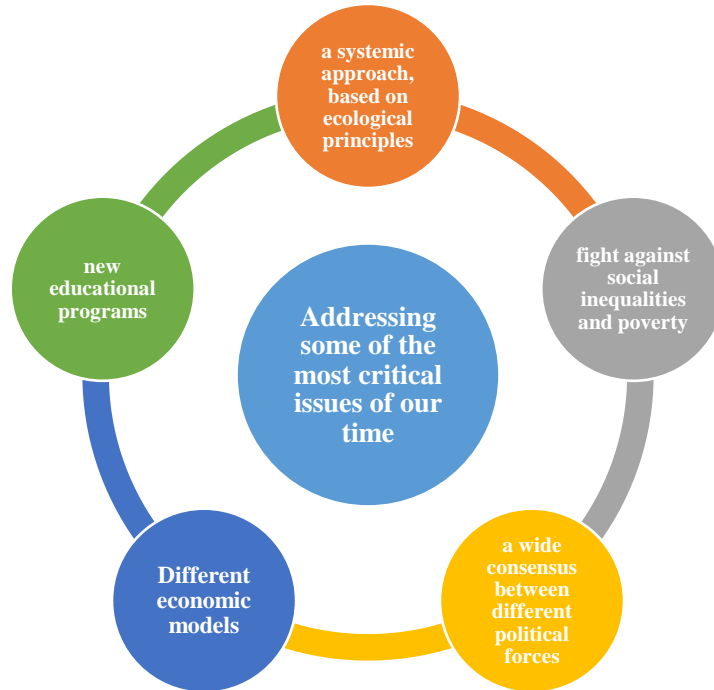 a systemic
approach,
based on
ecological
principles
fight against
social
inequalities
and poverty
a wide
consensus
between
different
political
forces
Different
economic
models
new
educational
programs
Addressing
some of the
most critical
issues of our
time